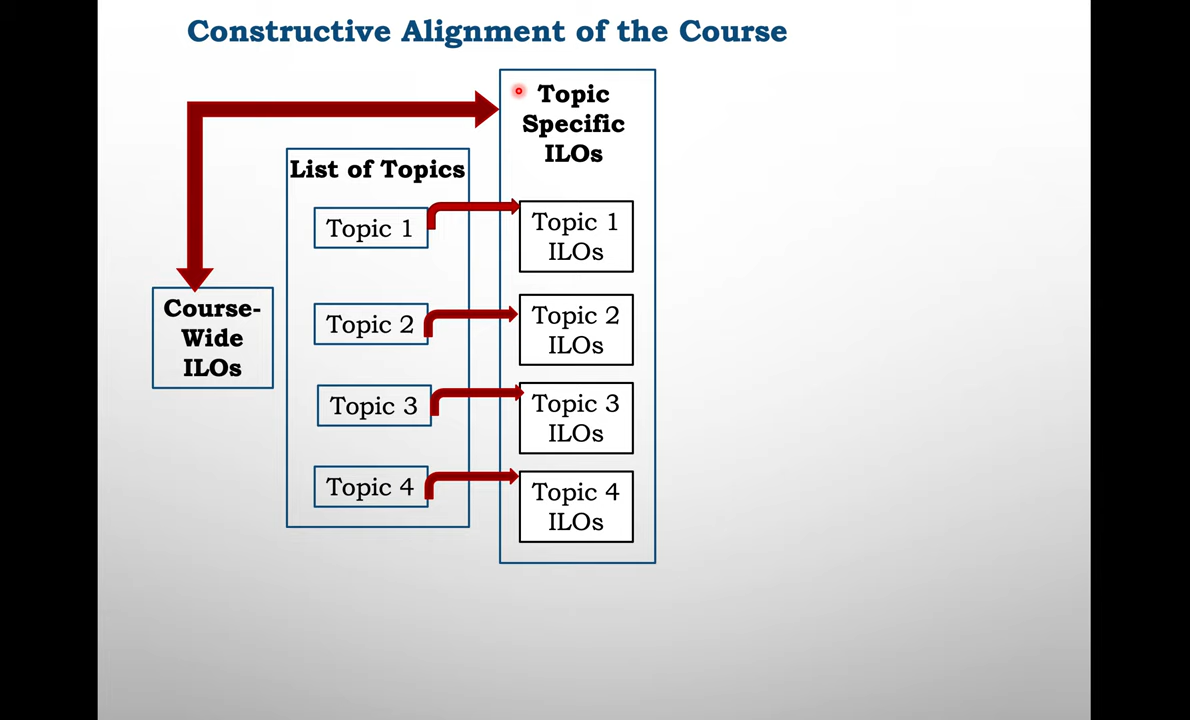 Constructive Alignment of the Course
Topic
Specific
ILOs
List of Topics
Topic 1
Topic 1
ILOs
Course-
Wide
ILOs
Topic 2
Topic 2
ILOs
Topic 3
Topic 3
ILOs
Topic 4
Topic 4
ILOs